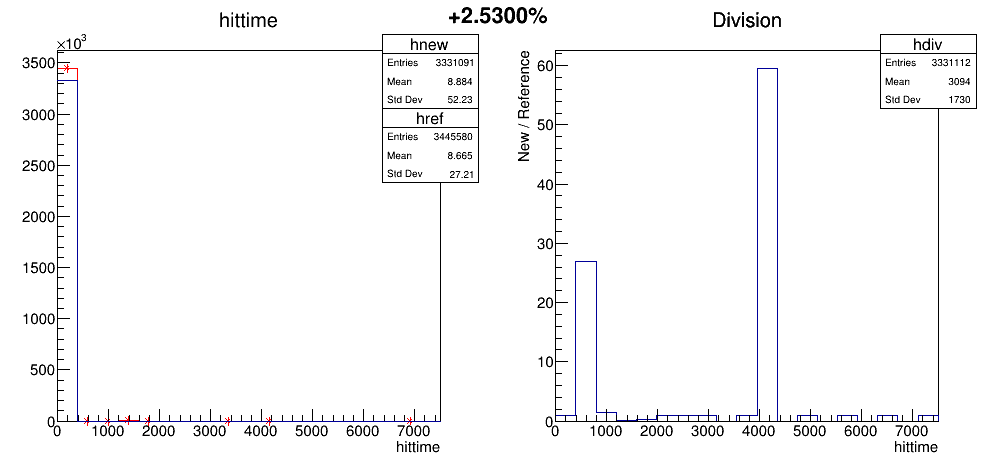 +2.5300%
hittime
×10³
hnew
Entries 3331091
Mean 8.884
Std Dev 52.23
href
Entries 3445580
Mean 8.665
Std Dev 27.21
3500
3000
2500
2000
1500
1000
500
0
0 1000 2000 3000 4000 5000 6000 7000
hittime
Division
hdiv
Entries 3331112
Mean 3094
Std Dev 1730
New / Reference
60
50
40
30
20
10
0
0 1000 2000 3000 4000 5000 6000 7000
hittime